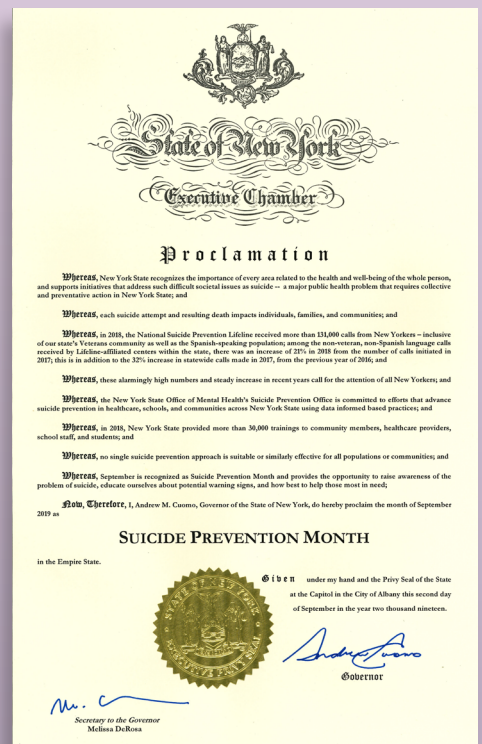 State of New York
Executive Chamber
Proclamation
Whereas, New York State recognizes the importance of every area related to the health and well-being of the whole person,
and supports initiatives that address such difficult societal issues as suicide -- a major public health problem that requires collective
and preventative action in New York State; and
Whereas, each suicide attempt and resulting death impacts individuals, families, and communities; and
Whereas, in 2018, the National Suicide Prevention Lifeline received more than 131,000 calls from New Yorkers – inclusive
of our state's Veterans community as well as the Spanish-speaking population; among the non-veteran, non-Spanish language calls
received by Lifeline-affiliated centers within the state, there was an increase of 21% in 2018 from the number of calls initiated in
2017; this is in addition to the 32% increase in statewide calls made in 2017, from the previous year of 2016; and
Whereas, these alarmingly high numbers and steady increase in recent years call for the attention of all New Yorkers; and
Whereas, the New York State Office of Mental Health's Suicide Prevention Office is committed to efforts that advance
suicide prevention in healthcare, schools, and communities across New York State using data informed based practices; and
Whereas, in 2018, New York State provided more than 30,000 trainings to community members, healthcare providers,
school staff, and students; and
Whereas, no single suicide prevention approach is suitable or similarly effective for all populations or communities; and
Whereas, September is recognized as Suicide Prevention Month and provides the opportunity to raise awareness of the
problem of suicide, educate ourselves about potential warning signs, and how best to help those most in need;
Now, Therefore, I, Andrew M. Cuomo, Governor of the State of New York, do hereby proclaim the month of September
2019 as
SUICIDE PREVENTION MONTH
in the Empire State.
Given under my hand and the Privy Seal of the State
at the Capitol in the City of Albany this second day
of September in the year two thousand nineteen.
STATE OF NEW YORK
Andrew Cuomo
Governor
Secretary to the Governor
Melissa DeRosa